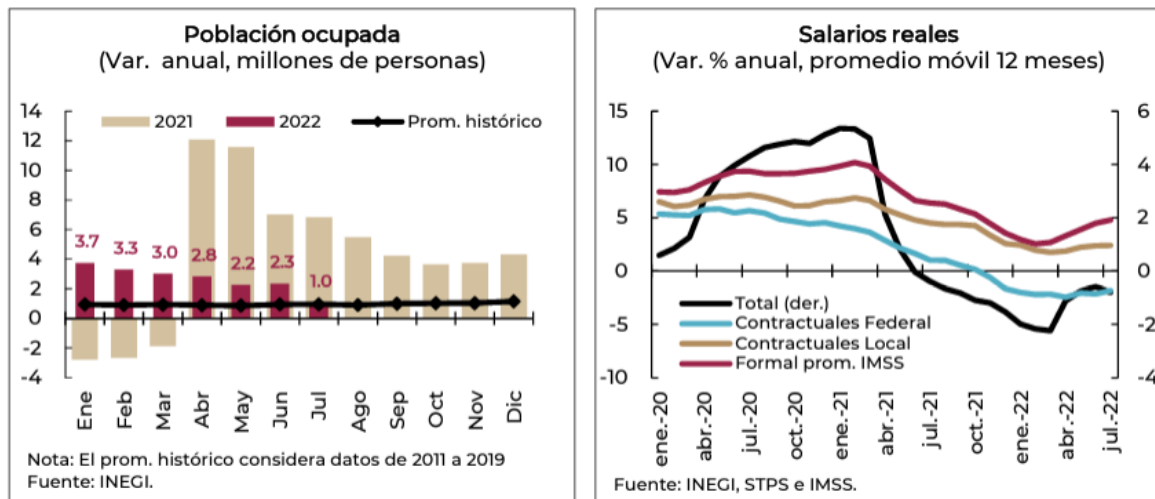 Población ocupada
(Var. anual, millones de personas)
14
12
10
8
6
4
2
0
-2
-4
2021
2022
Prom. histórico
3.7
3.3
3.0
2.8
2.2
2.3
1.0
Ene
Feb
Mar
Abr
May
Jun
Jul
Ago
Sep
Oct
Nov
Dic
Nota: El prom. histórico considera datos de 2011 a 2019
Fuente: INEGI.
Salarios reales
(Var. % anual, promedio móvil 12 meses)
15
10
5
0
-5
-10
6
4
2
0
-2
-4
Total (der.)
Contractuales Federal
Contractuales Local
Formal prom. IMSS
ene.-20
abr.-20
jul.-20
oct.-20
ene.-21
abr.-21
jul.-21
oct.-21
ene.-22
abr.-22
jul.-22
Fuente: INEGI, STPS e IMSS.